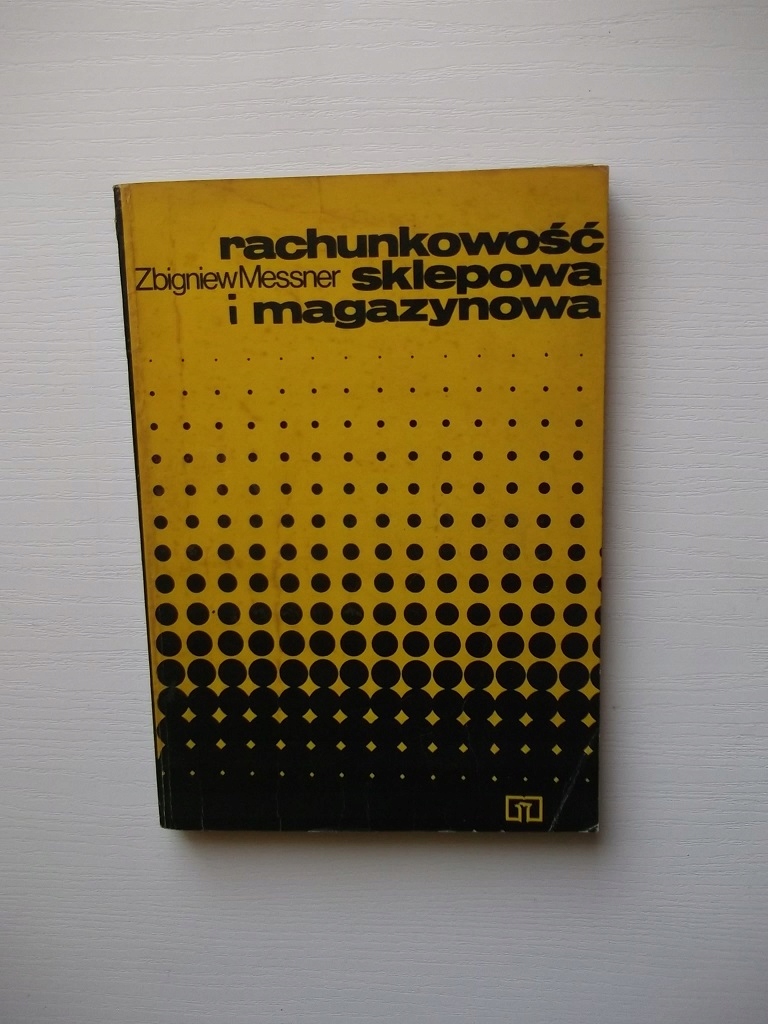 rachunkowość
Zbigniew Messner sklepowa
i magazynowa